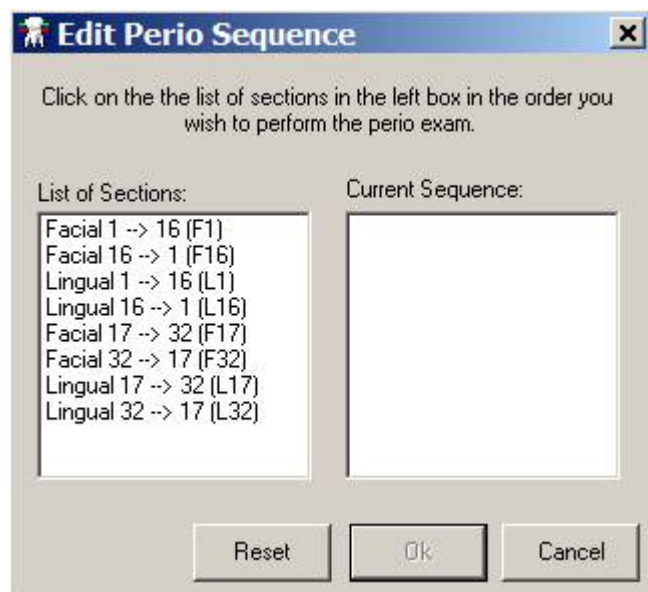 Edit Perio Sequence
Click on the the list of sections in the left box in the order you
wish to perform the perio exam.
List of Sections:
Current Sequence:
Facial 1 --> 16 (F1)
Facial 16 --> 1 (F16)
Lingual 1 --> 16 (L1)
Lingual 16 --> 1 (L16)
Facial 17 --> 32 (F17)
Facial 32 --> 17 (F32)
Lingual 17 --> 32 (L17)
Lingual 32 --> 17 (L32)
Reset
Ok
Cancel